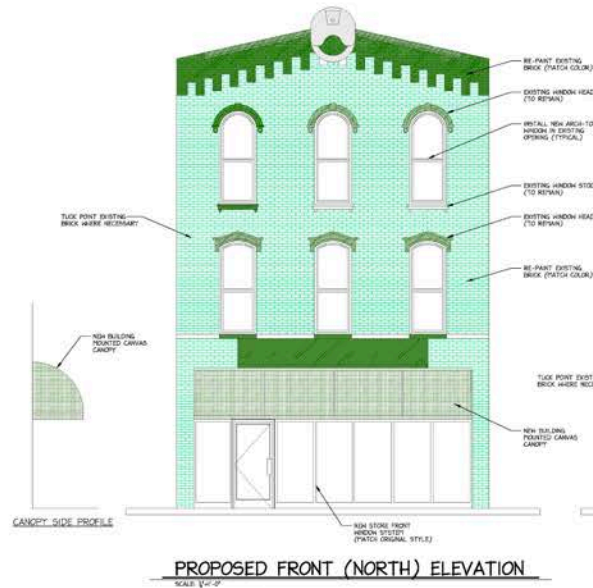 RE-PAINT EXISTING
BRICK (MATCH COLOR)
EXISTING WINDOW HEAD
(TO REMAIN)
INSTALL NEW ARCH-TO
WINDOW IN EXISTING
OPENING (TYPICAL)
EXISTING WINDOW STOO
(TO REMAIN)
EXISTING WINDOW HEAD
(TO REMAIN)
TUCK POINT EXISTING
BRICK WHERE NECESSARY
RE-PAINT EXISTING
BRICK (MATCH COLOR)
NEW BUILDING
MOUNTED CANVAS
CANOPY
TUCK POINT EXIST
BRICK WHERE NECE
NEW BUILDING
MOUNTED CANVAS
CANOPY
CANOPY SIDE PROFILE
NEW STORE FRONT
WINDOW SYSTEM
(MATCH ORIGINAL STYLE)
PROPOSED FRONT (NORTH) ELEVATION
SCALE: